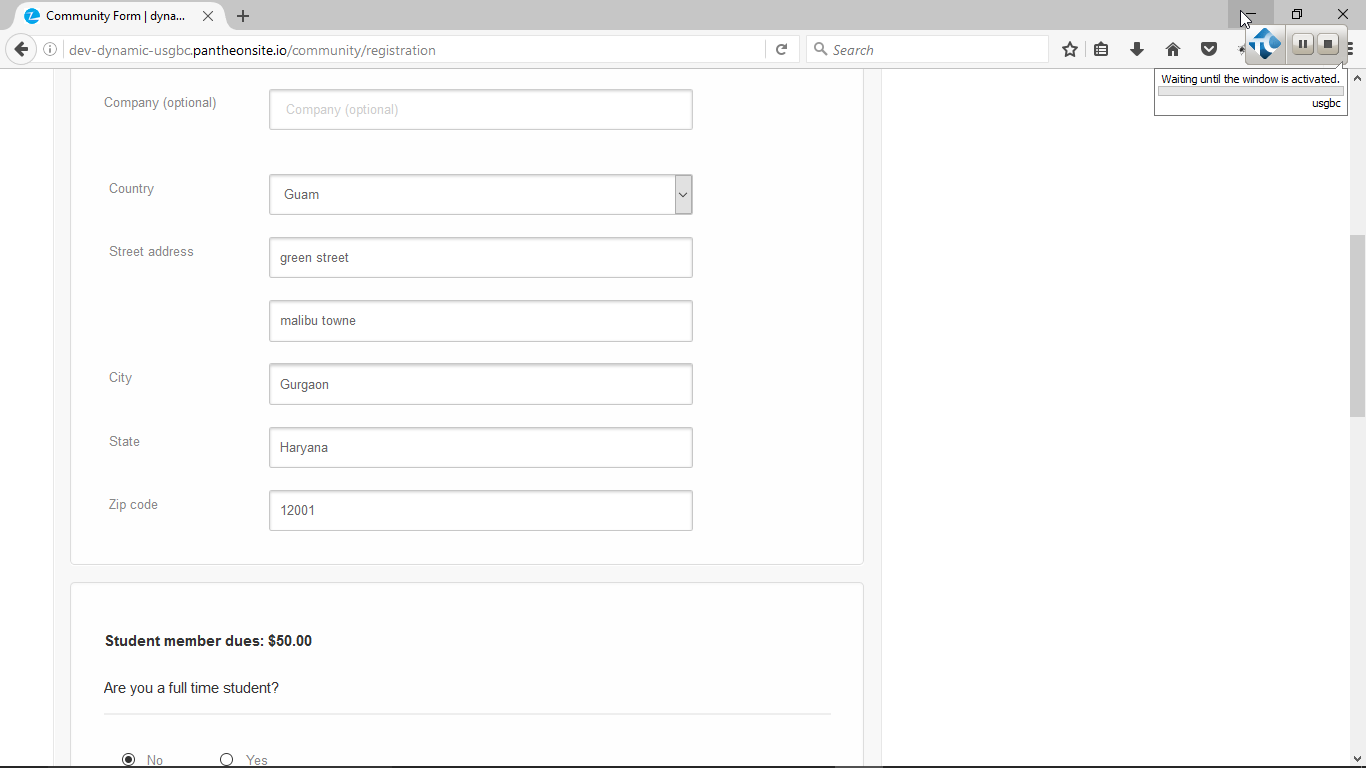 Community Form | dyna...
dev-dynamic-usgbc.pantheonsite.io/community/registration
Search
Waiting until the window is activated.
usgbc
Company (optional)
Company (optional)
Country
Guam
Street address
green street
malibu towne
City
Gurgaon
State
Haryana
Zip code
12001
Student member dues: $50.00
Are you a full time student?
No
Yes